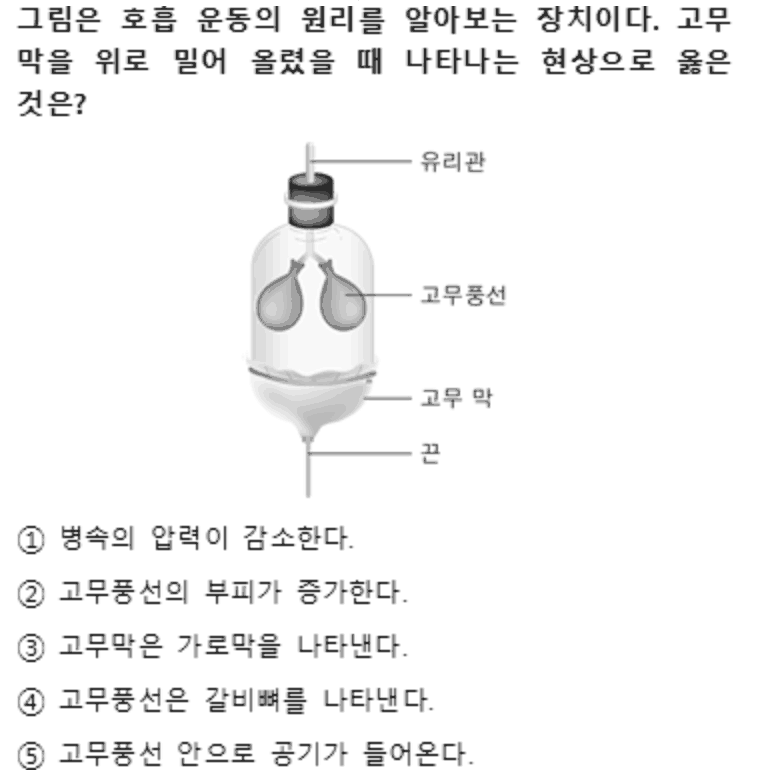 그림은 호흡 운동의 원리를 알아보는 장치이다. 고무
막을 위로 밀어 올렸을 때 나타나는 현상으로 옳은
것은?
유리관
고무풍선
고무 막
끈
① 병속의 압력이 감소한다.
② 고무풍선의 부피가 증가한다.
③ 고무막은 가로막을 나타낸다.
④ 고무풍선은 갈비뼈를 나타낸다.
⑤ 고무풍선 안으로 공기가 들어온다.